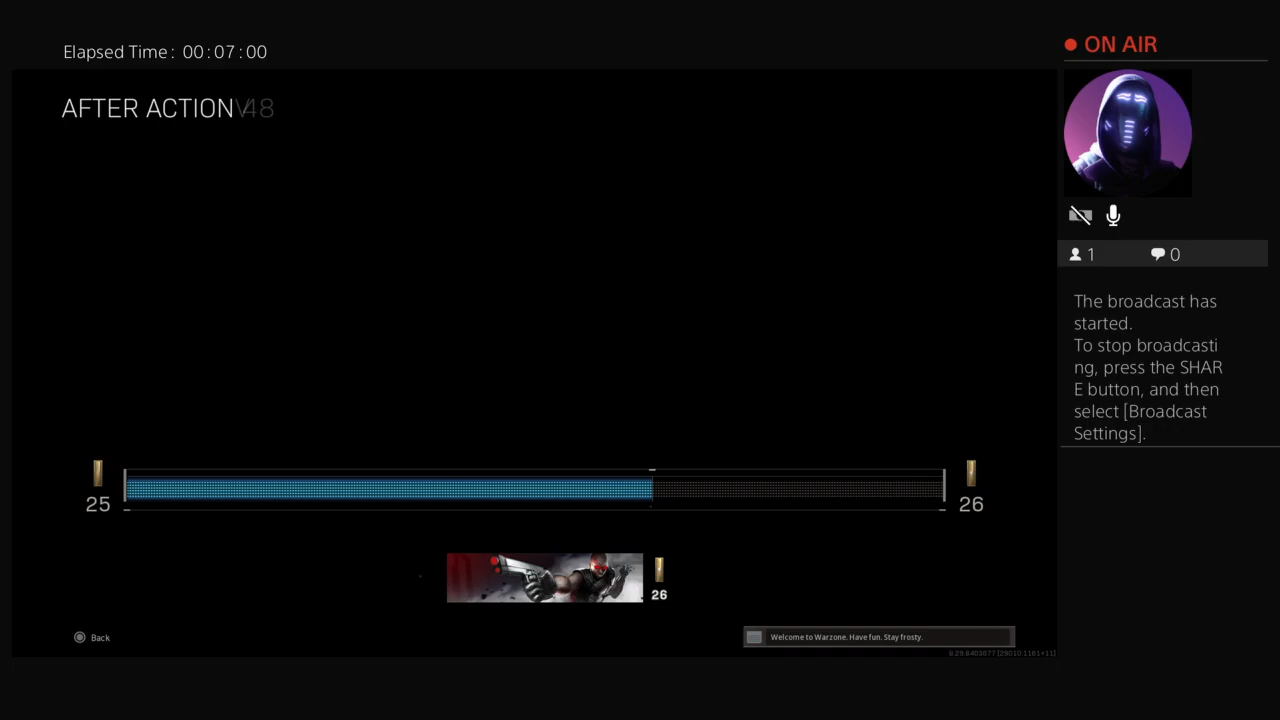 Elapsed Time: 00:07:00
ON AIR
AFTER ACTION
1
0
The broadcast has
started.
To stop broadcasti
ng, press the SHAR
E button, and then
select [Broadcast
Settings].
25
26
26
Back
Welcome to Warzone. Have fun. Stay frosty.